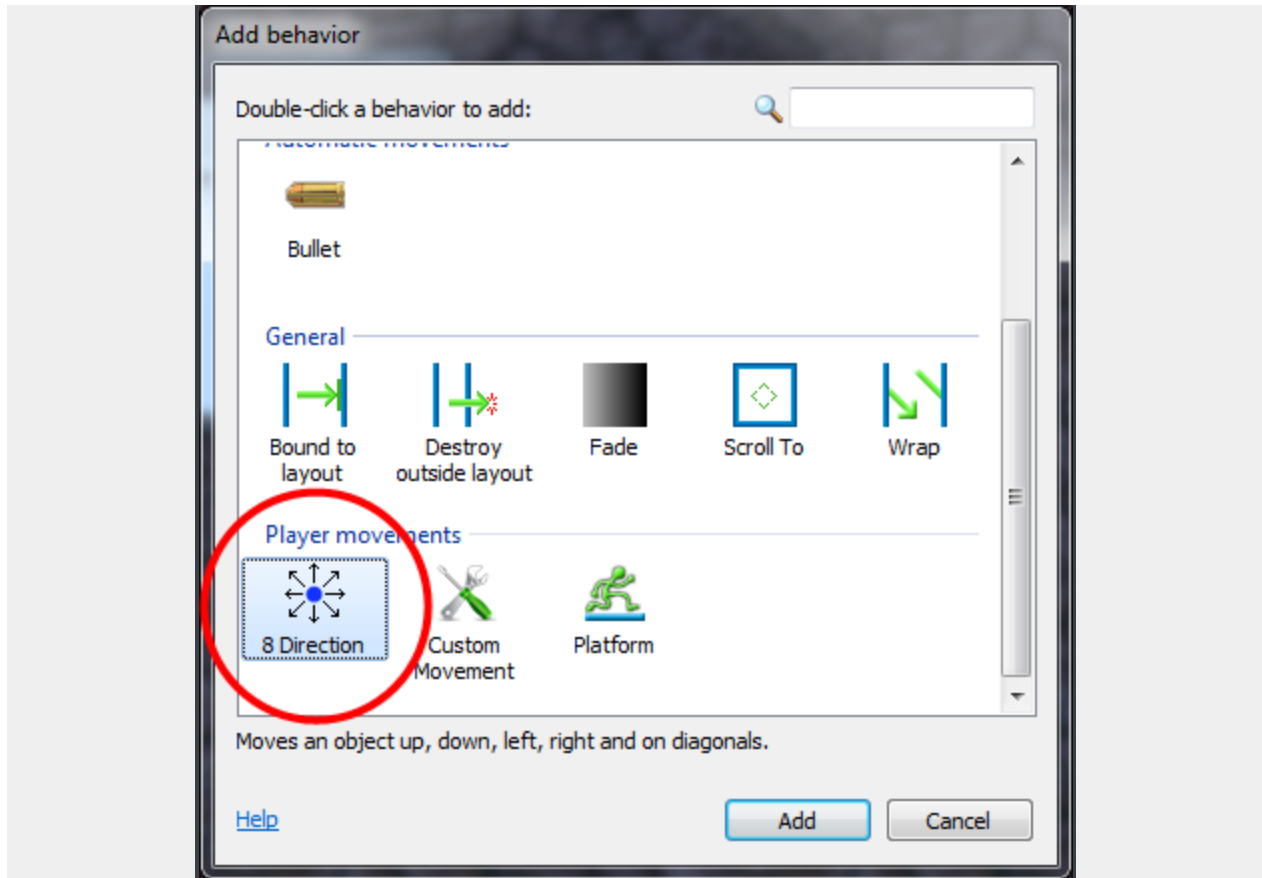 Add behavior
Double-click a behavior to add:
Automatic movements
Bullet
General
Bound to layout
Destroy outside layout
Fade
Scroll To
Wrap
Player movements
8 Direction
Custom Movement
Platform
Moves an object up, down, left, right and on diagonals.
Help
Add
Cancel